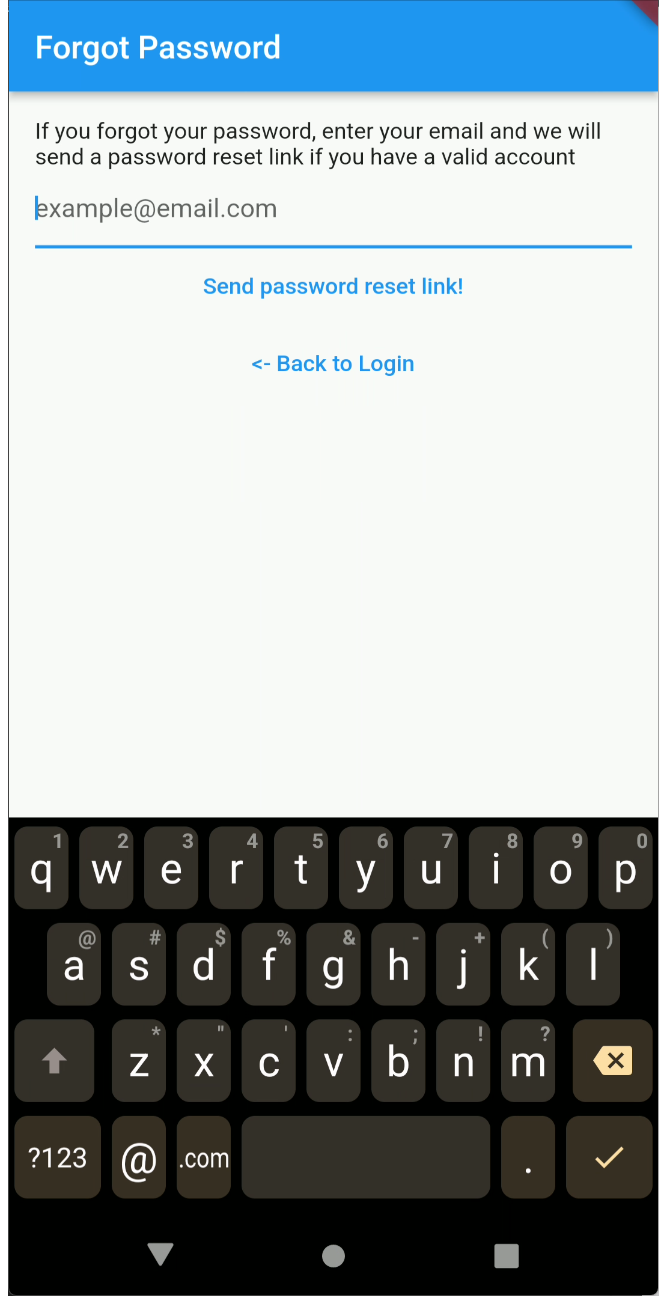 Forgot Password
If you forgot your password, enter your email and we will
send a password reset link if you have a valid account
example@email.com
Send password reset link!
<- Back to Login
1 2 3 4 5 6 7 8 9 0
q w e r t y u i o p
@ # $ % & - + ( )
a s d f g h j k l
* " ' : ; ! ?
z x c v b n m
?123 @ .com .